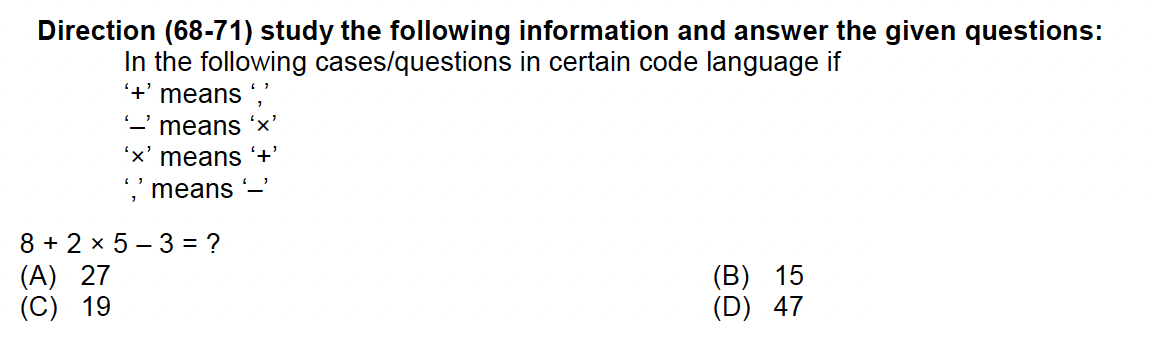 Direction (68-71) study the following information and answer the given questions:
In the following cases/questions in certain code language if
‘+’ means ‘,’
‘–’ means ‘×’
‘×’ means ‘+’
‘,’ means ‘–’
8 + 2 × 5 – 3 = ?
(A) 27 (B) 15
(C) 19 (D) 47